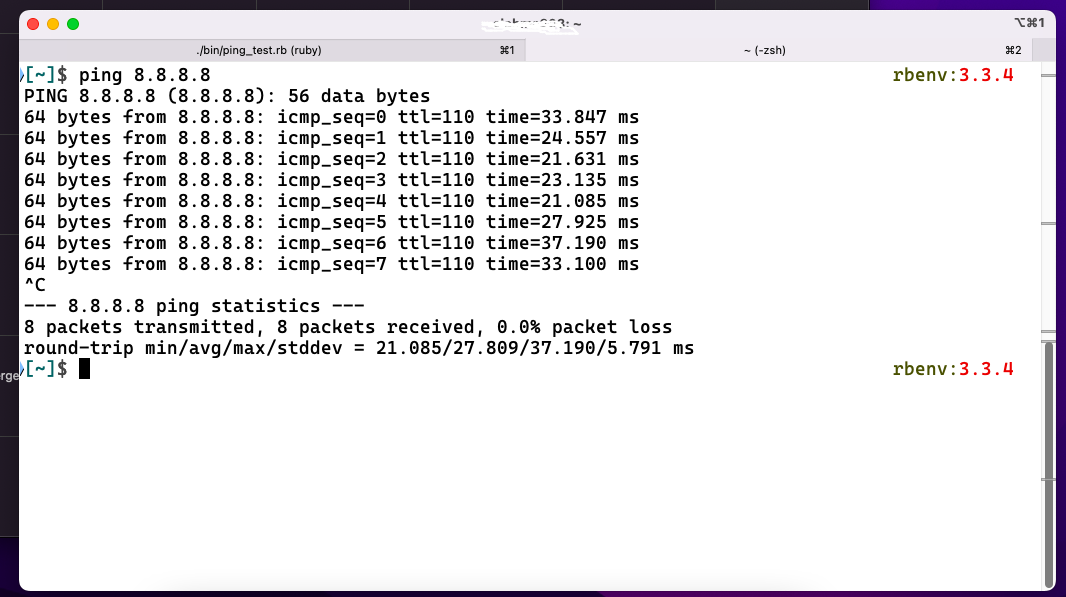 : ~
⌥⌘1
./bin/ping_test.rb (ruby) ⌘1
~ (-zsh) ⌘2
[~]$ ping 8.8.8.8 rbenv:3.3.4
PING 8.8.8.8 (8.8.8.8): 56 data bytes
64 bytes from 8.8.8.8: icmp_seq=0 ttl=110 time=33.847 ms
64 bytes from 8.8.8.8: icmp_seq=1 ttl=110 time=24.557 ms
64 bytes from 8.8.8.8: icmp_seq=2 ttl=110 time=21.631 ms
64 bytes from 8.8.8.8: icmp_seq=3 ttl=110 time=23.135 ms
64 bytes from 8.8.8.8: icmp_seq=4 ttl=110 time=21.085 ms
64 bytes from 8.8.8.8: icmp_seq=5 ttl=110 time=27.925 ms
64 bytes from 8.8.8.8: icmp_seq=6 ttl=110 time=37.190 ms
64 bytes from 8.8.8.8: icmp_seq=7 ttl=110 time=33.100 ms
^C
--- 8.8.8.8 ping statistics ---
8 packets transmitted, 8 packets received, 0.0% packet loss
round-trip min/avg/max/stddev = 21.085/27.809/37.190/5.791 ms
[~]$ rbenv:3.3.4